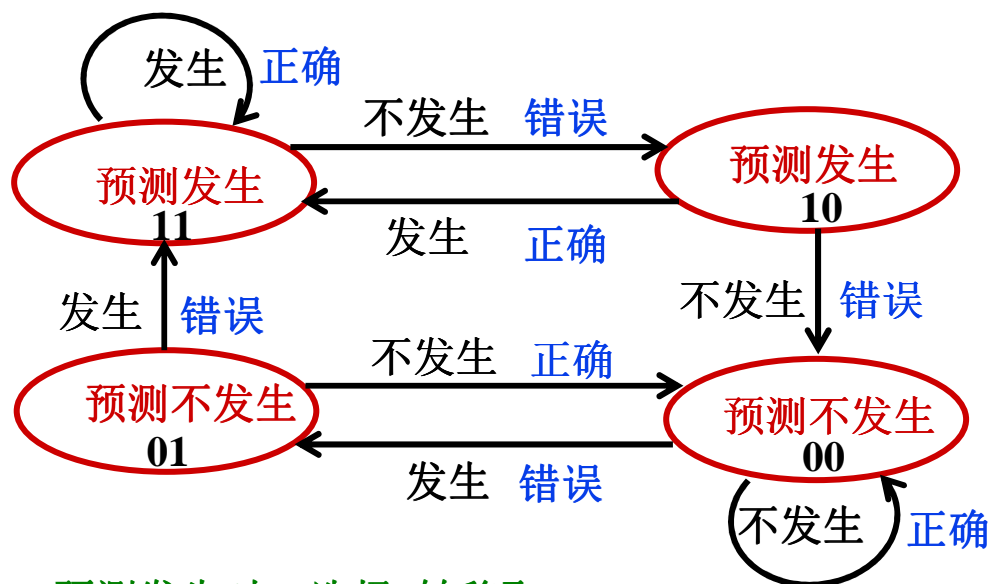 发生 正确
不发生 错误
预测发生
11
预测发生
10
发生 正确
发生 错误
不发生 错误
不发生 正确
预测不发生
01
预测不发生
00
发生 错误
不发生 正确